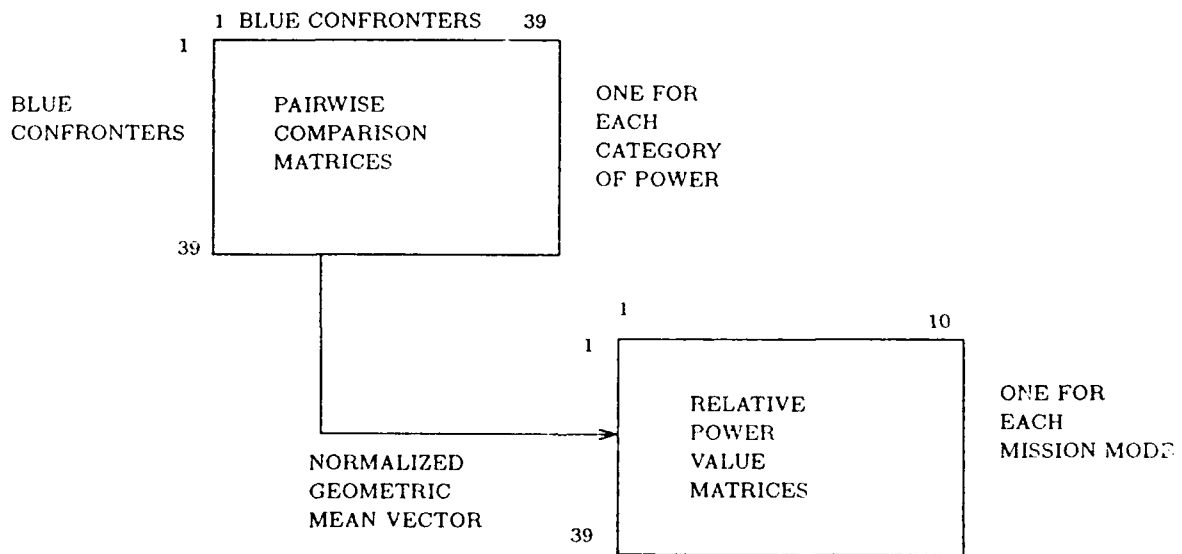 1 BLUE CONFRONTERS 39
1
BLUE
CONFRONTERS
PAIRWISE
COMPARISON
MATRICES
ONE FOR
EACH
CATEGORY
OF POWER
39
1 10
1
RELATIVE
POWER
VALUE
MATRICES
ONE FOR
EACH
MISSION MODE
NORMALIZED
GEOMETRIC
MEAN VECTOR
39